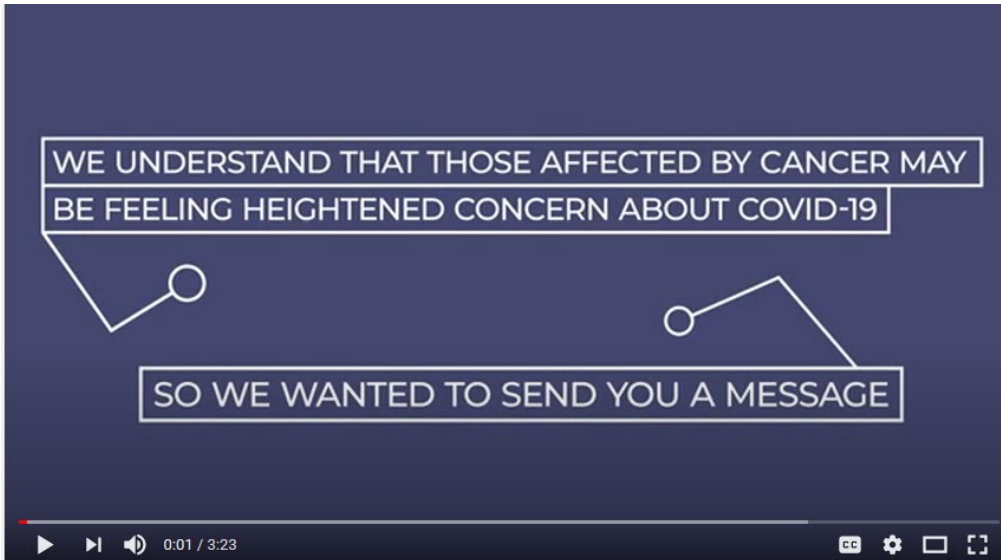 WE UNDERSTAND THAT THOSE AFFECTED BY CANCER MAY
BE FEELING HEIGHTENED CONCERN ABOUT COVID-19
SO WE WANTED TO SEND YOU A MESSAGE
0:01 / 3:23
CC